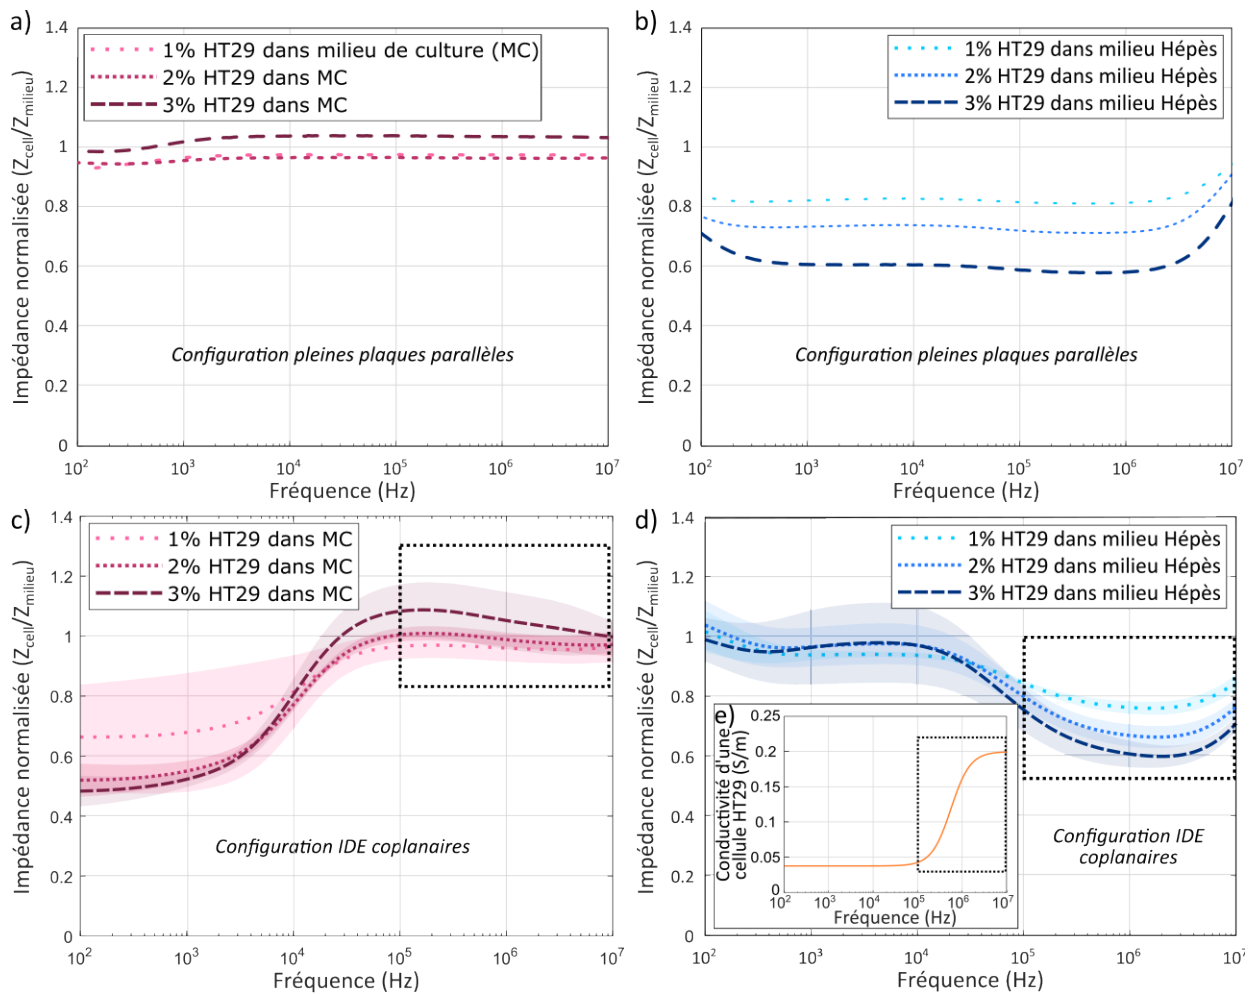 a)
1.4
1.2
1
0.8
0.6
0.4
0.2
0
Impédance normalisée (Zcell/Zmilieu)
1% HT29 dans milieu de culture (MC)
2% HT29 dans MC
3% HT29 dans MC
Configuration pleines plaques parallèles
10² 10³ 10⁴ 10⁵ 10⁶ 10⁷
Fréquence (Hz)
b)
1.4
1.2
1
0.8
0.6
0.4
0.2
0
Impédance normalisée (Zcell/Zmilieu)
1% HT29 dans milieu Hépès
2% HT29 dans milieu Hépès
3% HT29 dans milieu Hépès
Configuration pleines plaques parallèles
10² 10³ 10⁴ 10⁵ 10⁶ 10⁷
Fréquence (Hz)
c)
1.4
1.2
1
0.8
0.6
0.4
0.2
0
Impédance normalisée (Zcell/Zmilieu)
1% HT29 dans MC
2% HT29 dans MC
3% HT29 dans MC
Configuration IDE coplanaires
10² 10³ 10⁴ 10⁵ 10⁶ 10⁷
Fréquence (Hz)
d)
1.4
1.2
1
0.8
0.6
0.4
0.2
0
Impédance normalisée (Zcell/Zmilieu)
1% HT29 dans milieu Hépès
2% HT29 dans milieu Hépès
3% HT29 dans milieu Hépès
Configuration IDE
coplanaires
10² 10³ 10⁴ 10⁵ 10⁶ 10⁷
Fréquence (Hz)
e)
0.25
0.2
0.15
0.1
0.05
0
Conductivité d'une
cellule HT29 (S/m)
10² 10³ 10⁴ 10⁵ 10⁶ 10⁷
Fréquence (Hz)